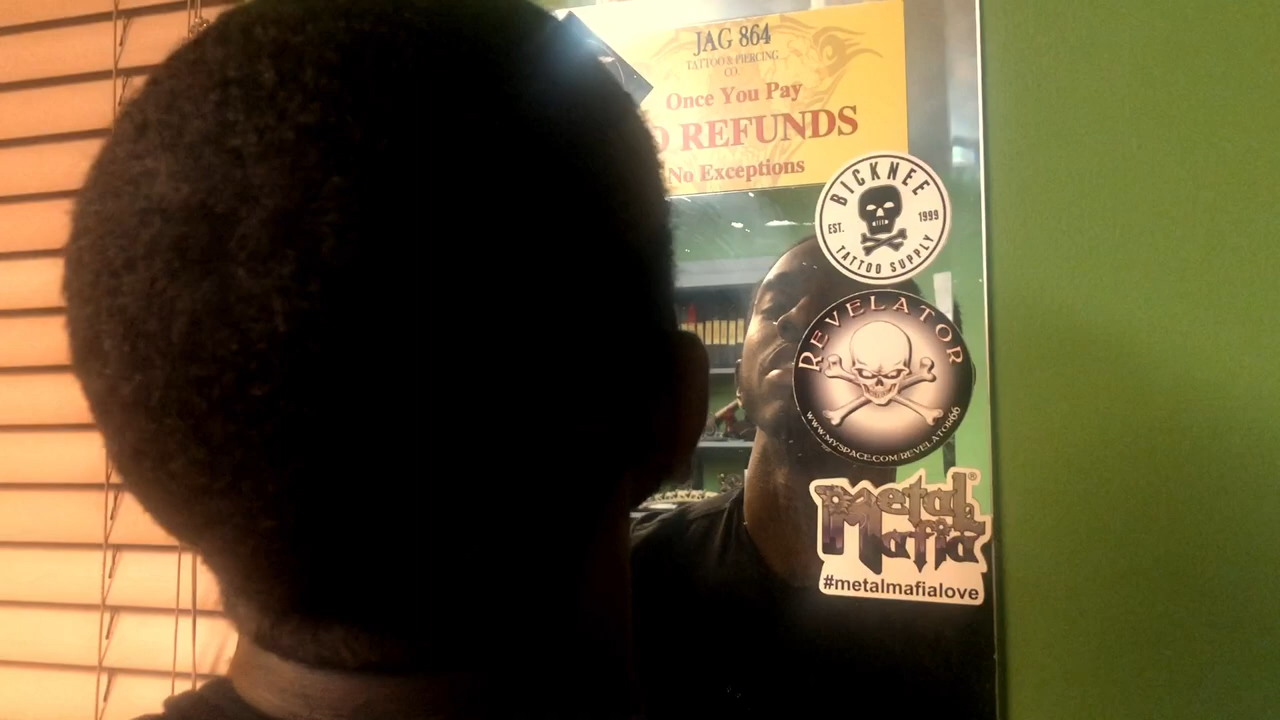 JAG 864
TATTOO & PIERCING
CO.
Once You Pay
REFUNDS
No Exceptions
BICKNEE
EST.
1999
TATTOO SUPPLY
REVELATOR
WWW.MYSPACE.COM/REVELATOR66
metal
Mafia
®
#metalmafialove